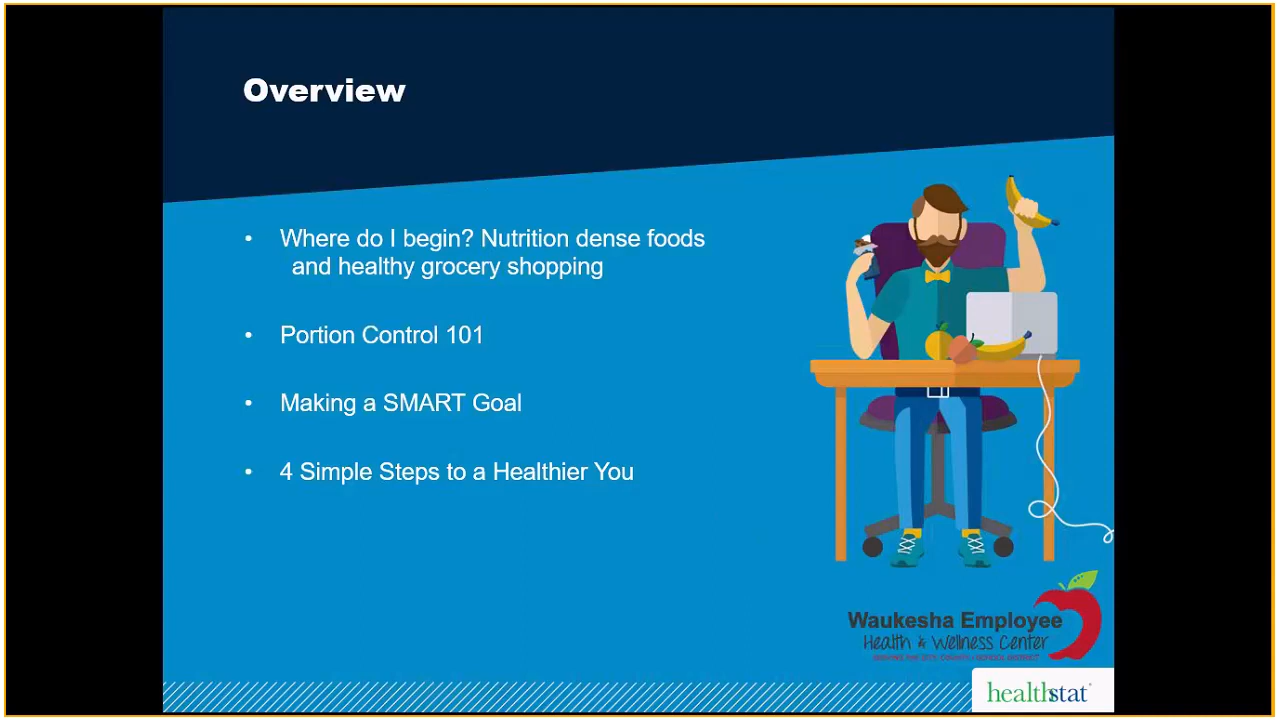 Overview
• Where do I begin? Nutrition dense foods
and healthy grocery shopping
• Portion Control 101
• Making a SMART Goal
• 4 Simple Steps to a Healthier You
Waukesha Employee
Health & Wellness Center
healthstat